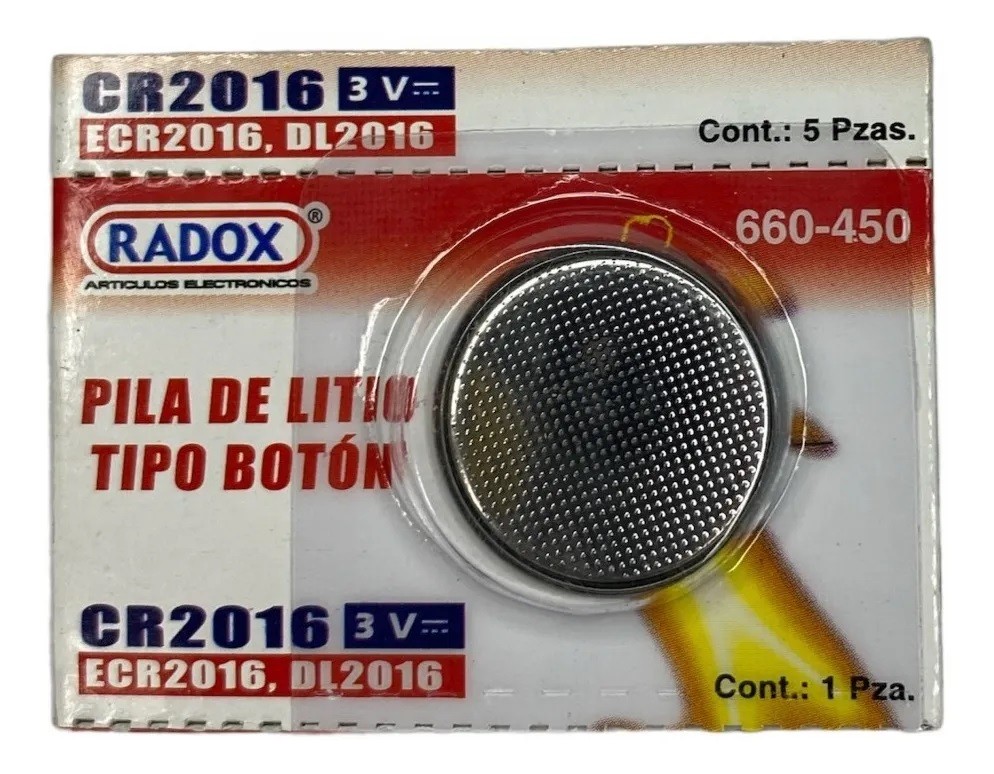 CR2016 3 V
ECR2016, DL2016
Cont.: 5 Pzas.
RADOX®
ARTICULOS ELECTRONICOS
660-450
PILA DE LITIO
TIPO BOTÓN
CR2016 3 V
ECR2016, DL2016
Cont.: 1 Pza.